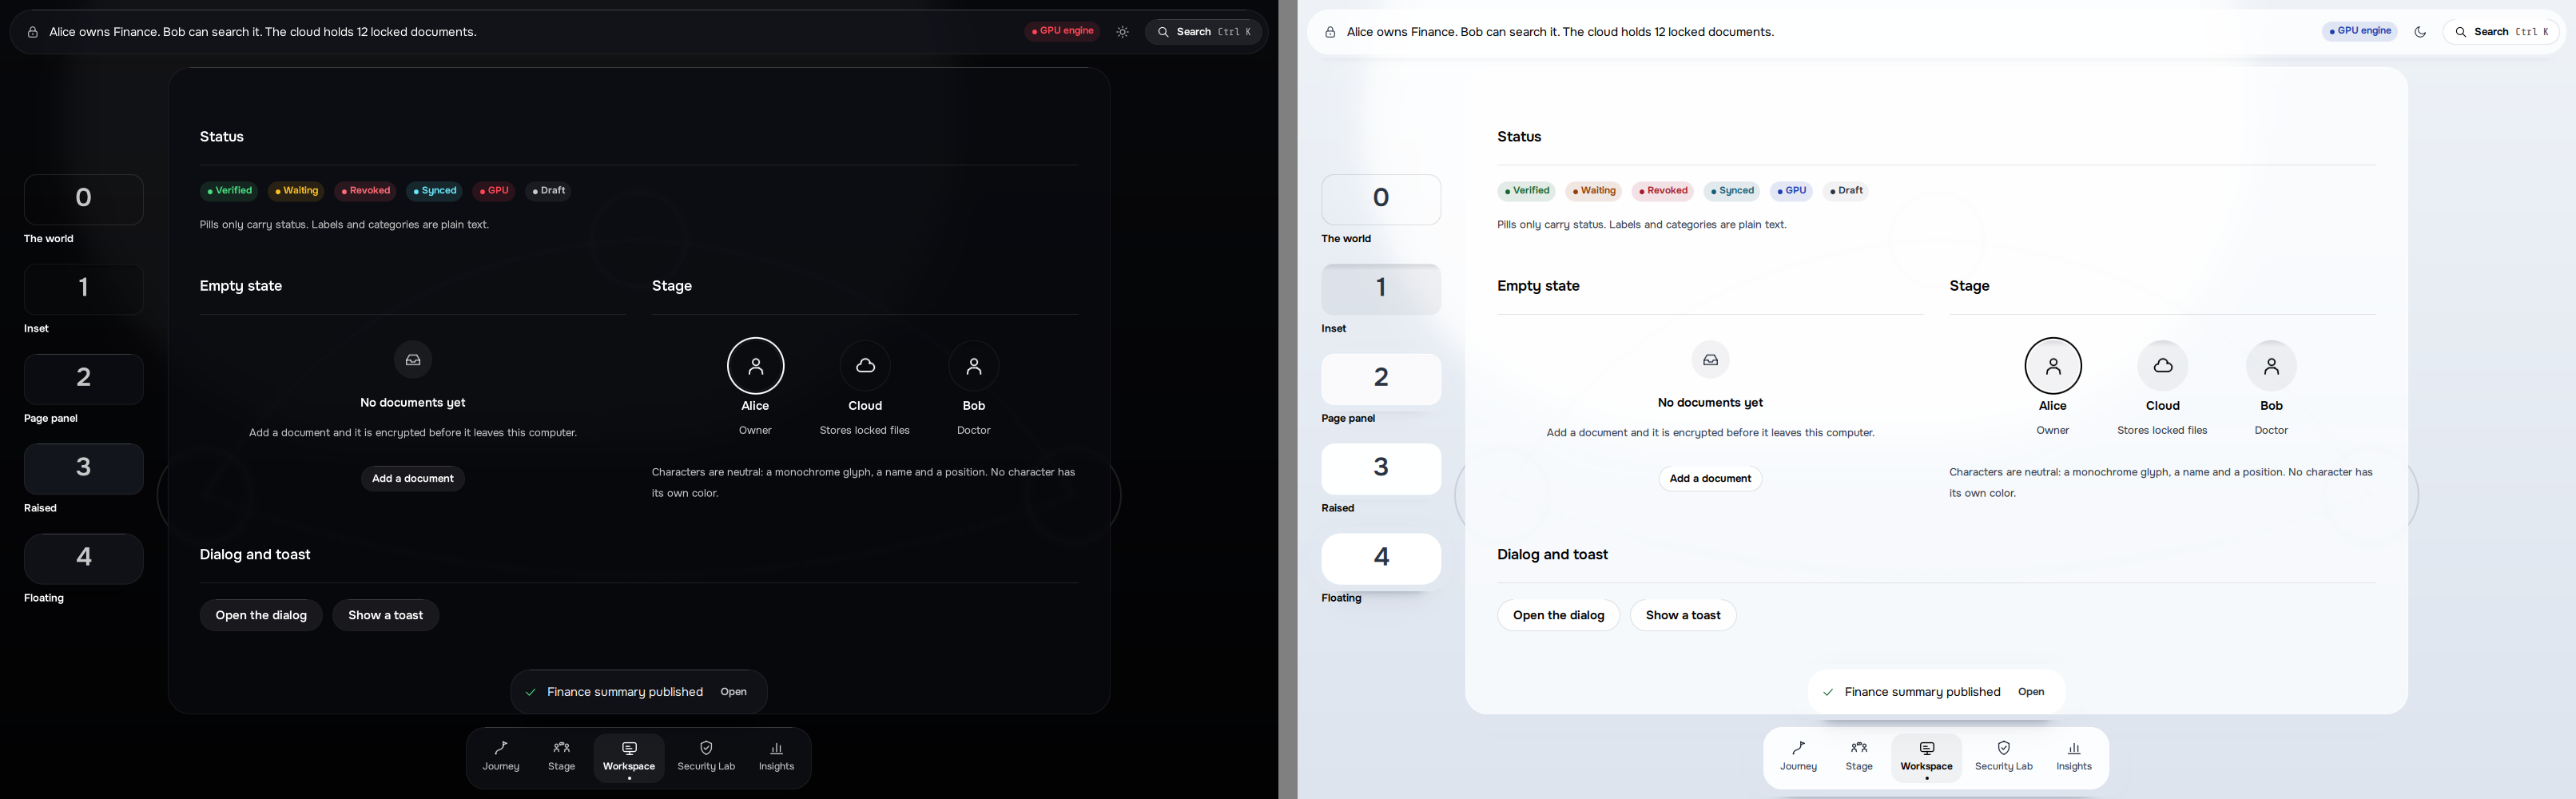 Alice owns Finance. Bob can search it. The cloud holds 12 locked documents.
GPU engine
Search Ctrl K
0
The world
1
Inset
2
Page panel
3
Raised
4
Floating
Status
Verified Waiting Revoked Synced GPU Draft
Pills only carry status. Labels and categories are plain text.
Empty state
No documents yet
Add a document and it is encrypted before it leaves this computer.
Add a document
Stage
Alice Cloud Bob
Owner Stores locked files Doctor
Characters are neutral: a monochrome glyph, a name and a position. No character has
its own color.
Dialog and toast
Open the dialog Show a toast
Finance summary published Open
Journey Stage Workspace Security Lab Insights
Alice owns Finance. Bob can search it. The cloud holds 12 locked documents.
GPU engine
Search Ctrl K
0
The world
1
Inset
2
Page panel
3
Raised
4
Floating
Status
Verified Waiting Revoked Synced GPU Draft
Pills only carry status. Labels and categories are plain text.
Empty state
No documents yet
Add a document and it is encrypted before it leaves this computer.
Add a document
Stage
Alice Cloud Bob
Owner Stores locked files Doctor
Characters are neutral: a monochrome glyph, a name and a position. No character has
its own color.
Dialog and toast
Open the dialog Show a toast
Finance summary published Open
Journey Stage Workspace Security Lab Insights